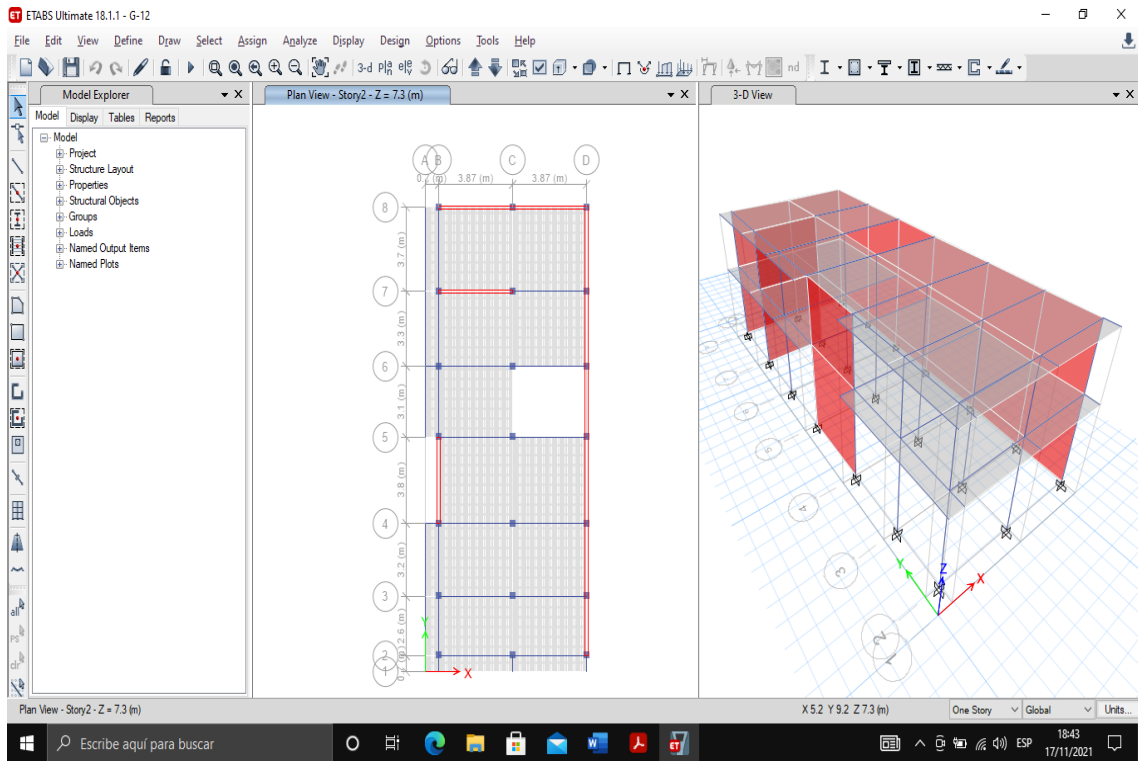 ETABS Ultimate 18.1.1 - G-12
File Edit View Define Draw Select Assign Analyze Display Design Options Tools Help
3-d nd
Model Explorer
Model Display Tables Reports
Model
Project
Structure Layout
Properties
Structural Objects
Groups
Loads
Named Output Items
Named Plots
all
ps
clr
Plan View - Story2 - Z = 7.3 (m)
A B C D
3.87 (m) 3.87 (m)
8
3.7 (m)
7
3.3 (m)
6
3.1 (m)
5
3.8 (m)
4
3.2 (m)
3
2.6 (m)
2
1
Y
X
3-D View
5
4
3
2
1
Z
Y
X
Plan View - Story2 - Z = 7.3 (m)
X 5.2 Y 9.2 Z 7.3 (m)
One Story
Global
Units...
Escribe aquí para buscar
ESP
18:43
17/11/2021